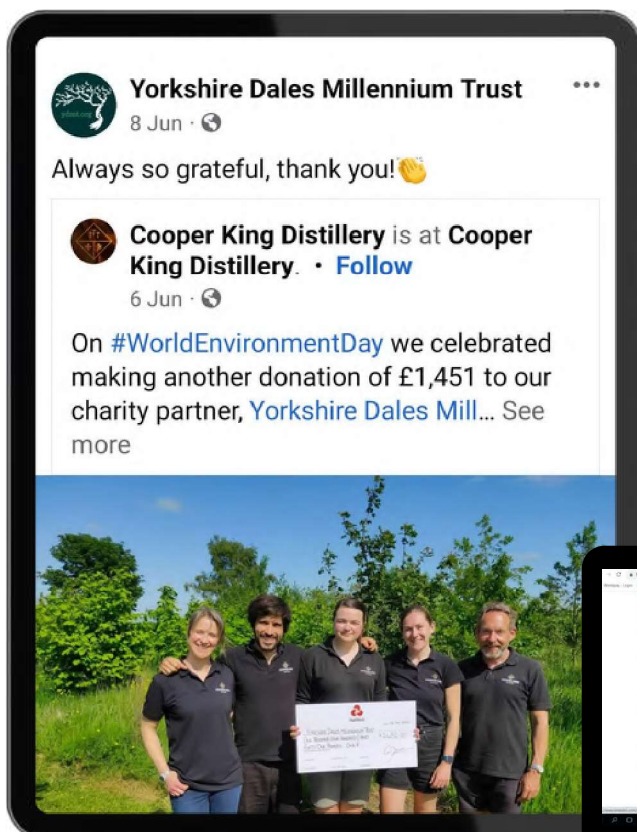 Yorkshire Dales Millennium Trust
8 Jun ·
Always so grateful, thank you!👏
Cooper King Distillery is at Cooper
King Distillery. • Follow
6 Jun ·
On #WorldEnvironmentDay we celebrated
making another donation of £1,451 to our
charity partner, Yorkshire Dales Mill... See
more